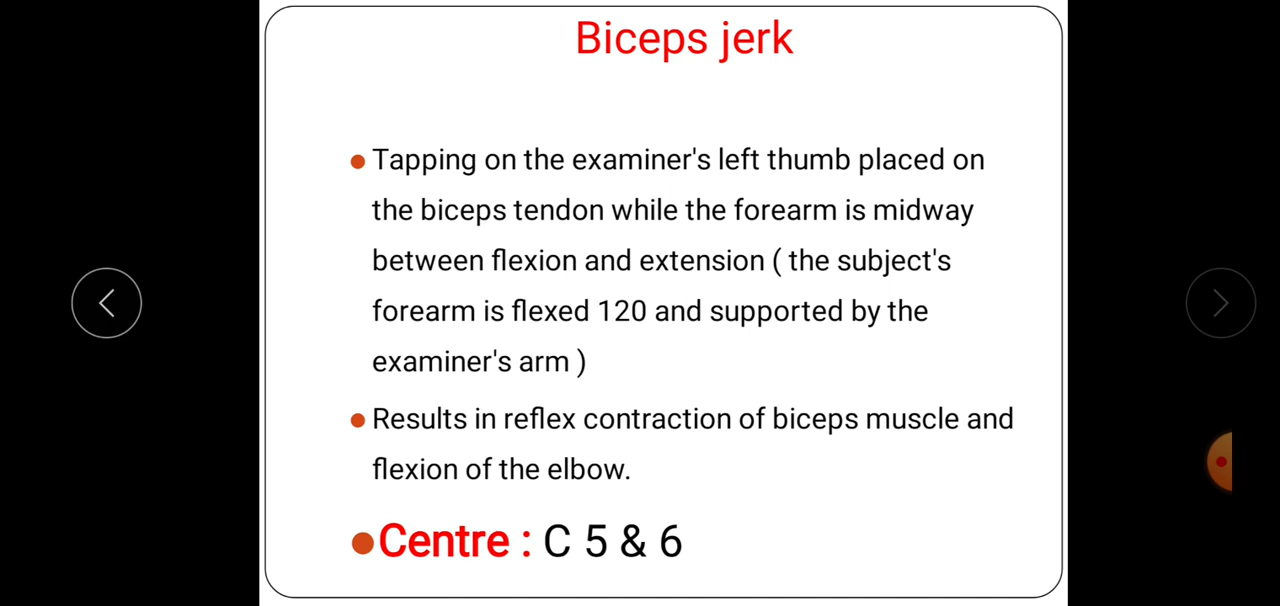 Biceps jerk
Tapping on the examiner's left thumb placed on
the biceps tendon while the forearm is midway
between flexion and extension ( the subject's
forearm is flexed 120 and supported by the
examiner's arm )
Results in reflex contraction of biceps muscle and
flexion of the elbow.
Centre : C 5 & 6